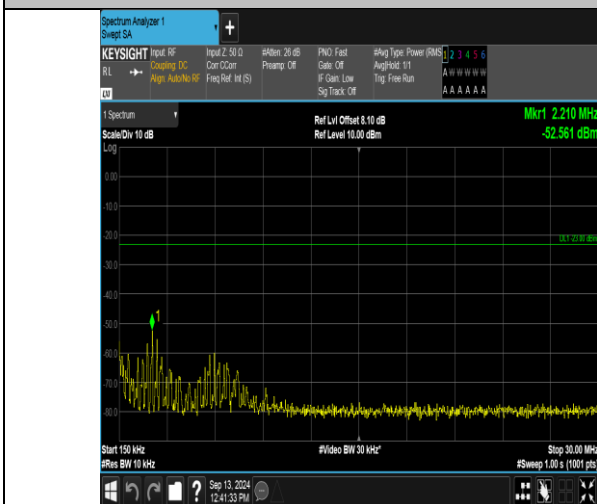 Spectrum Analyzer 1
Swept SA
+
KEYSIGHT Input: RF Input Z: 50 Ω #Atten: 26 dB PNO: Fast #Avg Type: Power (RMS 1 2 3 4 5 6
RL Coupling: DC Corr CCorr Preamp: Off Gate: Off Avg|Hold: 1/1 A W W W W W
Align: Auto/No RF Freq Ref: Int (S) IF Gain: Low Trig: Free Run
Sig Track: Off A A A A A A
1 Spectrum Ref Lvl Offset 8.10 dB Mkr1 2.210 MHz
Scale/Div 10 dB Ref Level 10.00 dBm -52.561 dBm
Log
0.00
-10.0
-20.0
DL1 -23.00 dBm
-30.0
-40.0
1
-50.0
-60.0
-70.0
-80.0
Start 150 kHz #Video BW 30 kHz* Stop 30.00 MHz
#Res BW 10 kHz #Sweep 1.00 s (1001 pts)
? Sep 13, 2024
12:41:33 PM